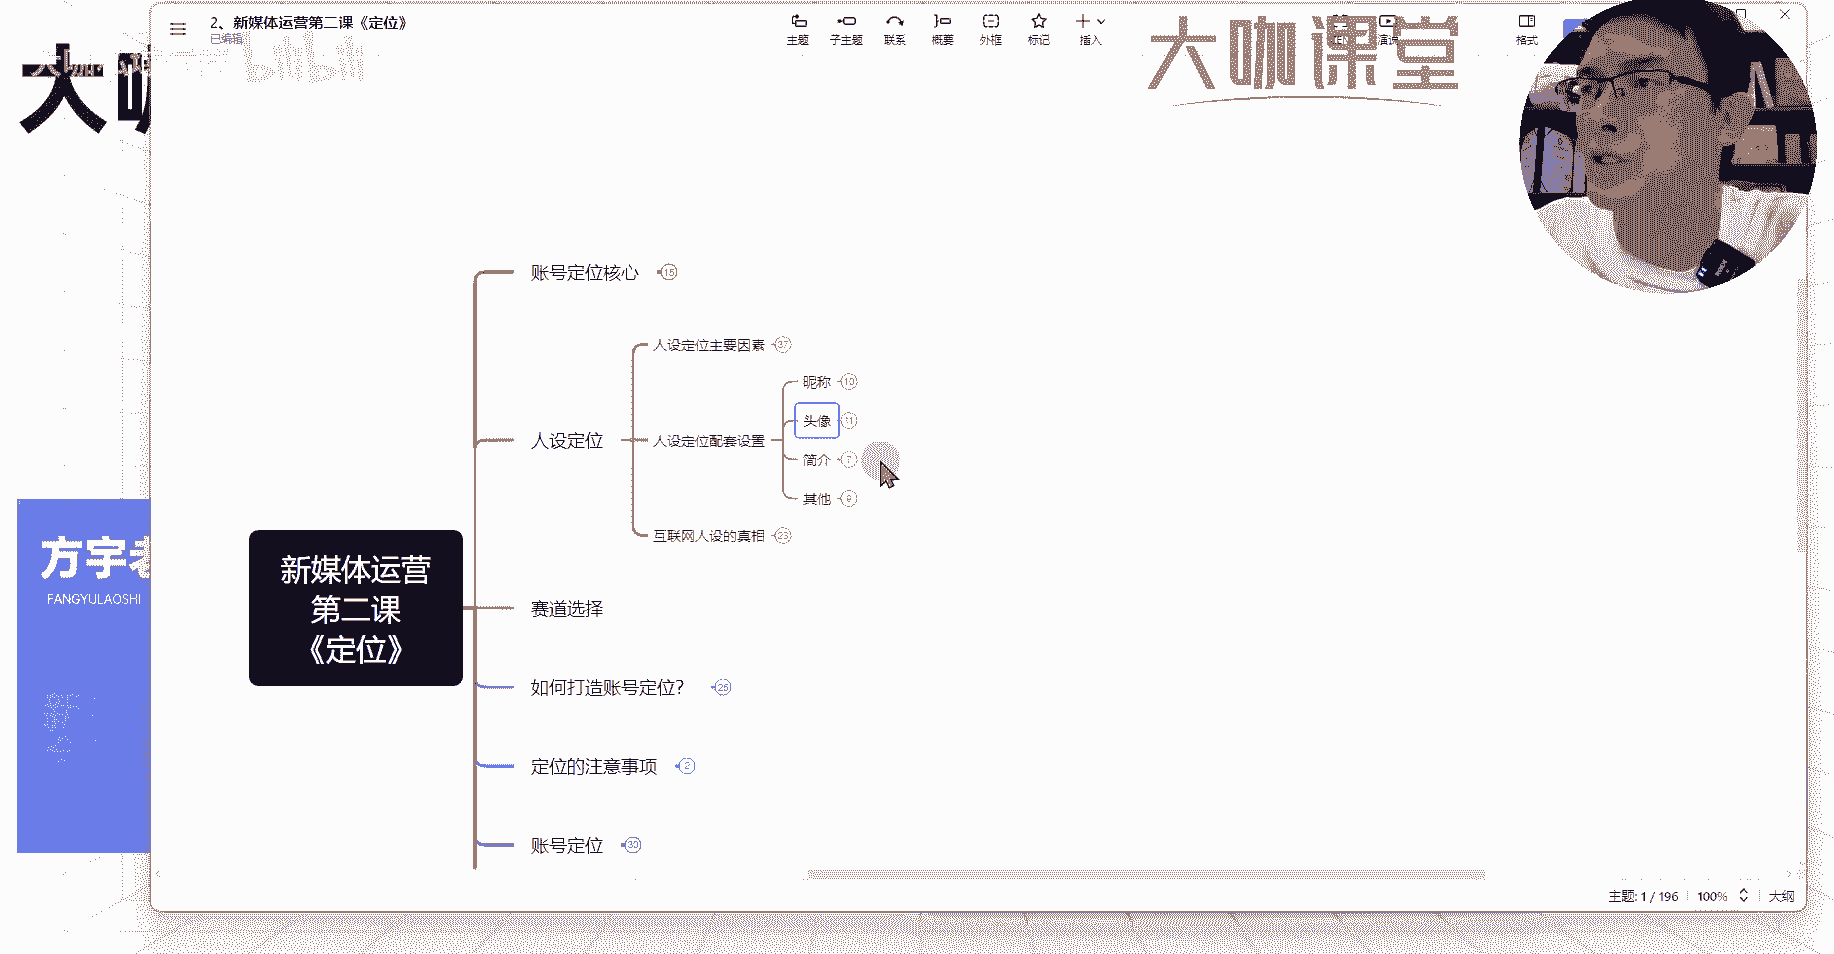 2、新媒体运营第二课《定位》
已编辑
主题
子主题
联系
概要
外框
标记
插入
格式
大咖课堂
bilibili
账号定位核心 15
人设定位主要因素 37
昵称 10
头像 11
人设定位
人设定位配套设置
简介 7
其他 9
互联网人设的真相 23
新媒体运营
第二课
《定位》
赛道选择
如何打造账号定位？ 25
定位的注意事项 2
账号定位 30
方宇
FANGYULAOSHI
主题: 1 / 196
100%
大纲